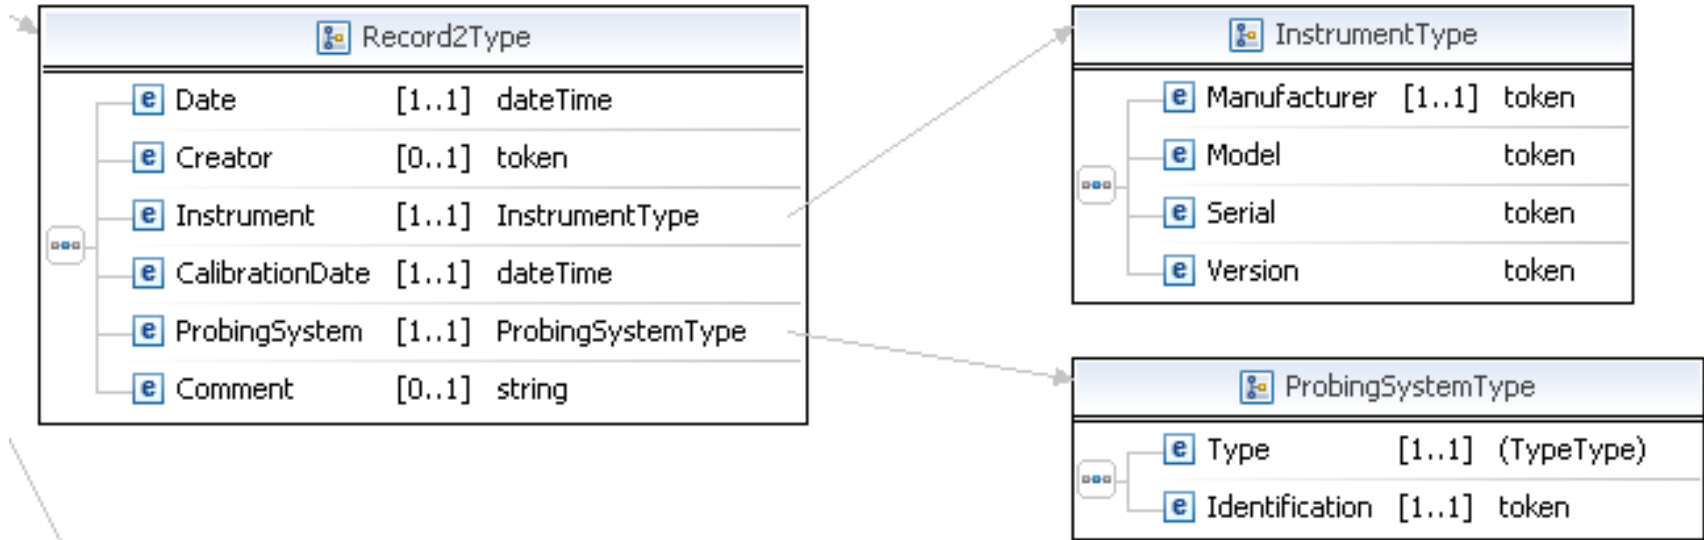 Record2Type
Date [1..1] dateTime
Creator [0..1] token
Instrument [1..1] InstrumentType
CalibrationDate [1..1] dateTime
ProbingSystem [1..1] ProbingSystemType
Comment [0..1] string
InstrumentType
Manufacturer [1..1] token
Model token
Serial token
Version token
ProbingSystemType
Type [1..1] (TypeType)
Identification [1..1] token